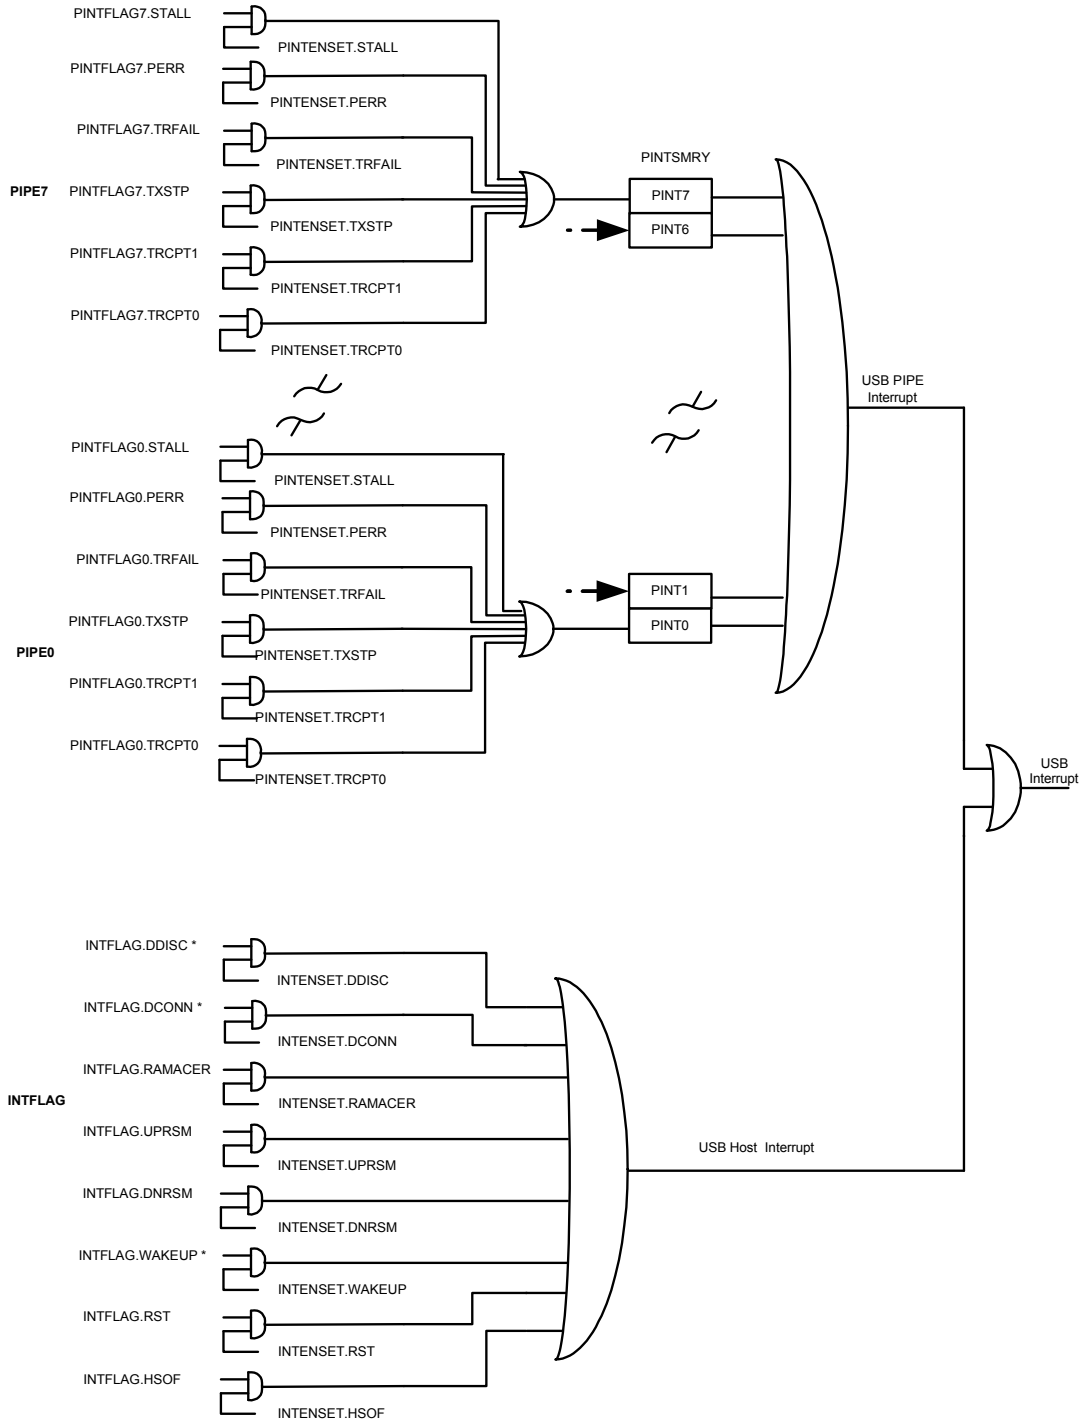 PINTFLAG7.STALL
PINTENSET.STALL
PINTFLAG7.PERR
PINTENSET.PERR
PINTFLAG7.TRFAIL
PINTENSET.TRFAIL
PINTSMRY
PIPE7
PINTFLAG7.TXSTP
PINT7
PINTENSET.TXSTP
PINT6
PINTFLAG7.TRCPT1
PINTENSET.TRCPT1
PINTFLAG7.TRCPT0
PINTENSET.TRCPT0
USB PIPE
Interrupt
PINTFLAG0.STALL
PINTENSET.STALL
PINTFLAG0.PERR
PINTENSET.PERR
PINTFLAG0.TRFAIL
PINTENSET.TRFAIL
PINT1
PINTFLAG0.TXSTP
PINT0
PIPE0
PINTENSET.TXSTP
PINTFLAG0.TRCPT1
PINTENSET.TRCPT1
PINTFLAG0.TRCPT0
PINTENSET.TRCPT0
USB
Interrupt
INTFLAG.DDISC *
INTENSET.DDISC
INTFLAG.DCONN *
INTENSET.DCONN
INTFLAG.RAMACER
INTFLAG
INTENSET.RAMACER
INTFLAG.UPRSM
USB Host Interrupt
INTENSET.UPRSM
INTFLAG.DNRSM
INTENSET.DNRSM
INTFLAG.WAKEUP *
INTENSET.WAKEUP
INTFLAG.RST
INTENSET.RST
INTFLAG.HSOF
INTENSET.HSOF